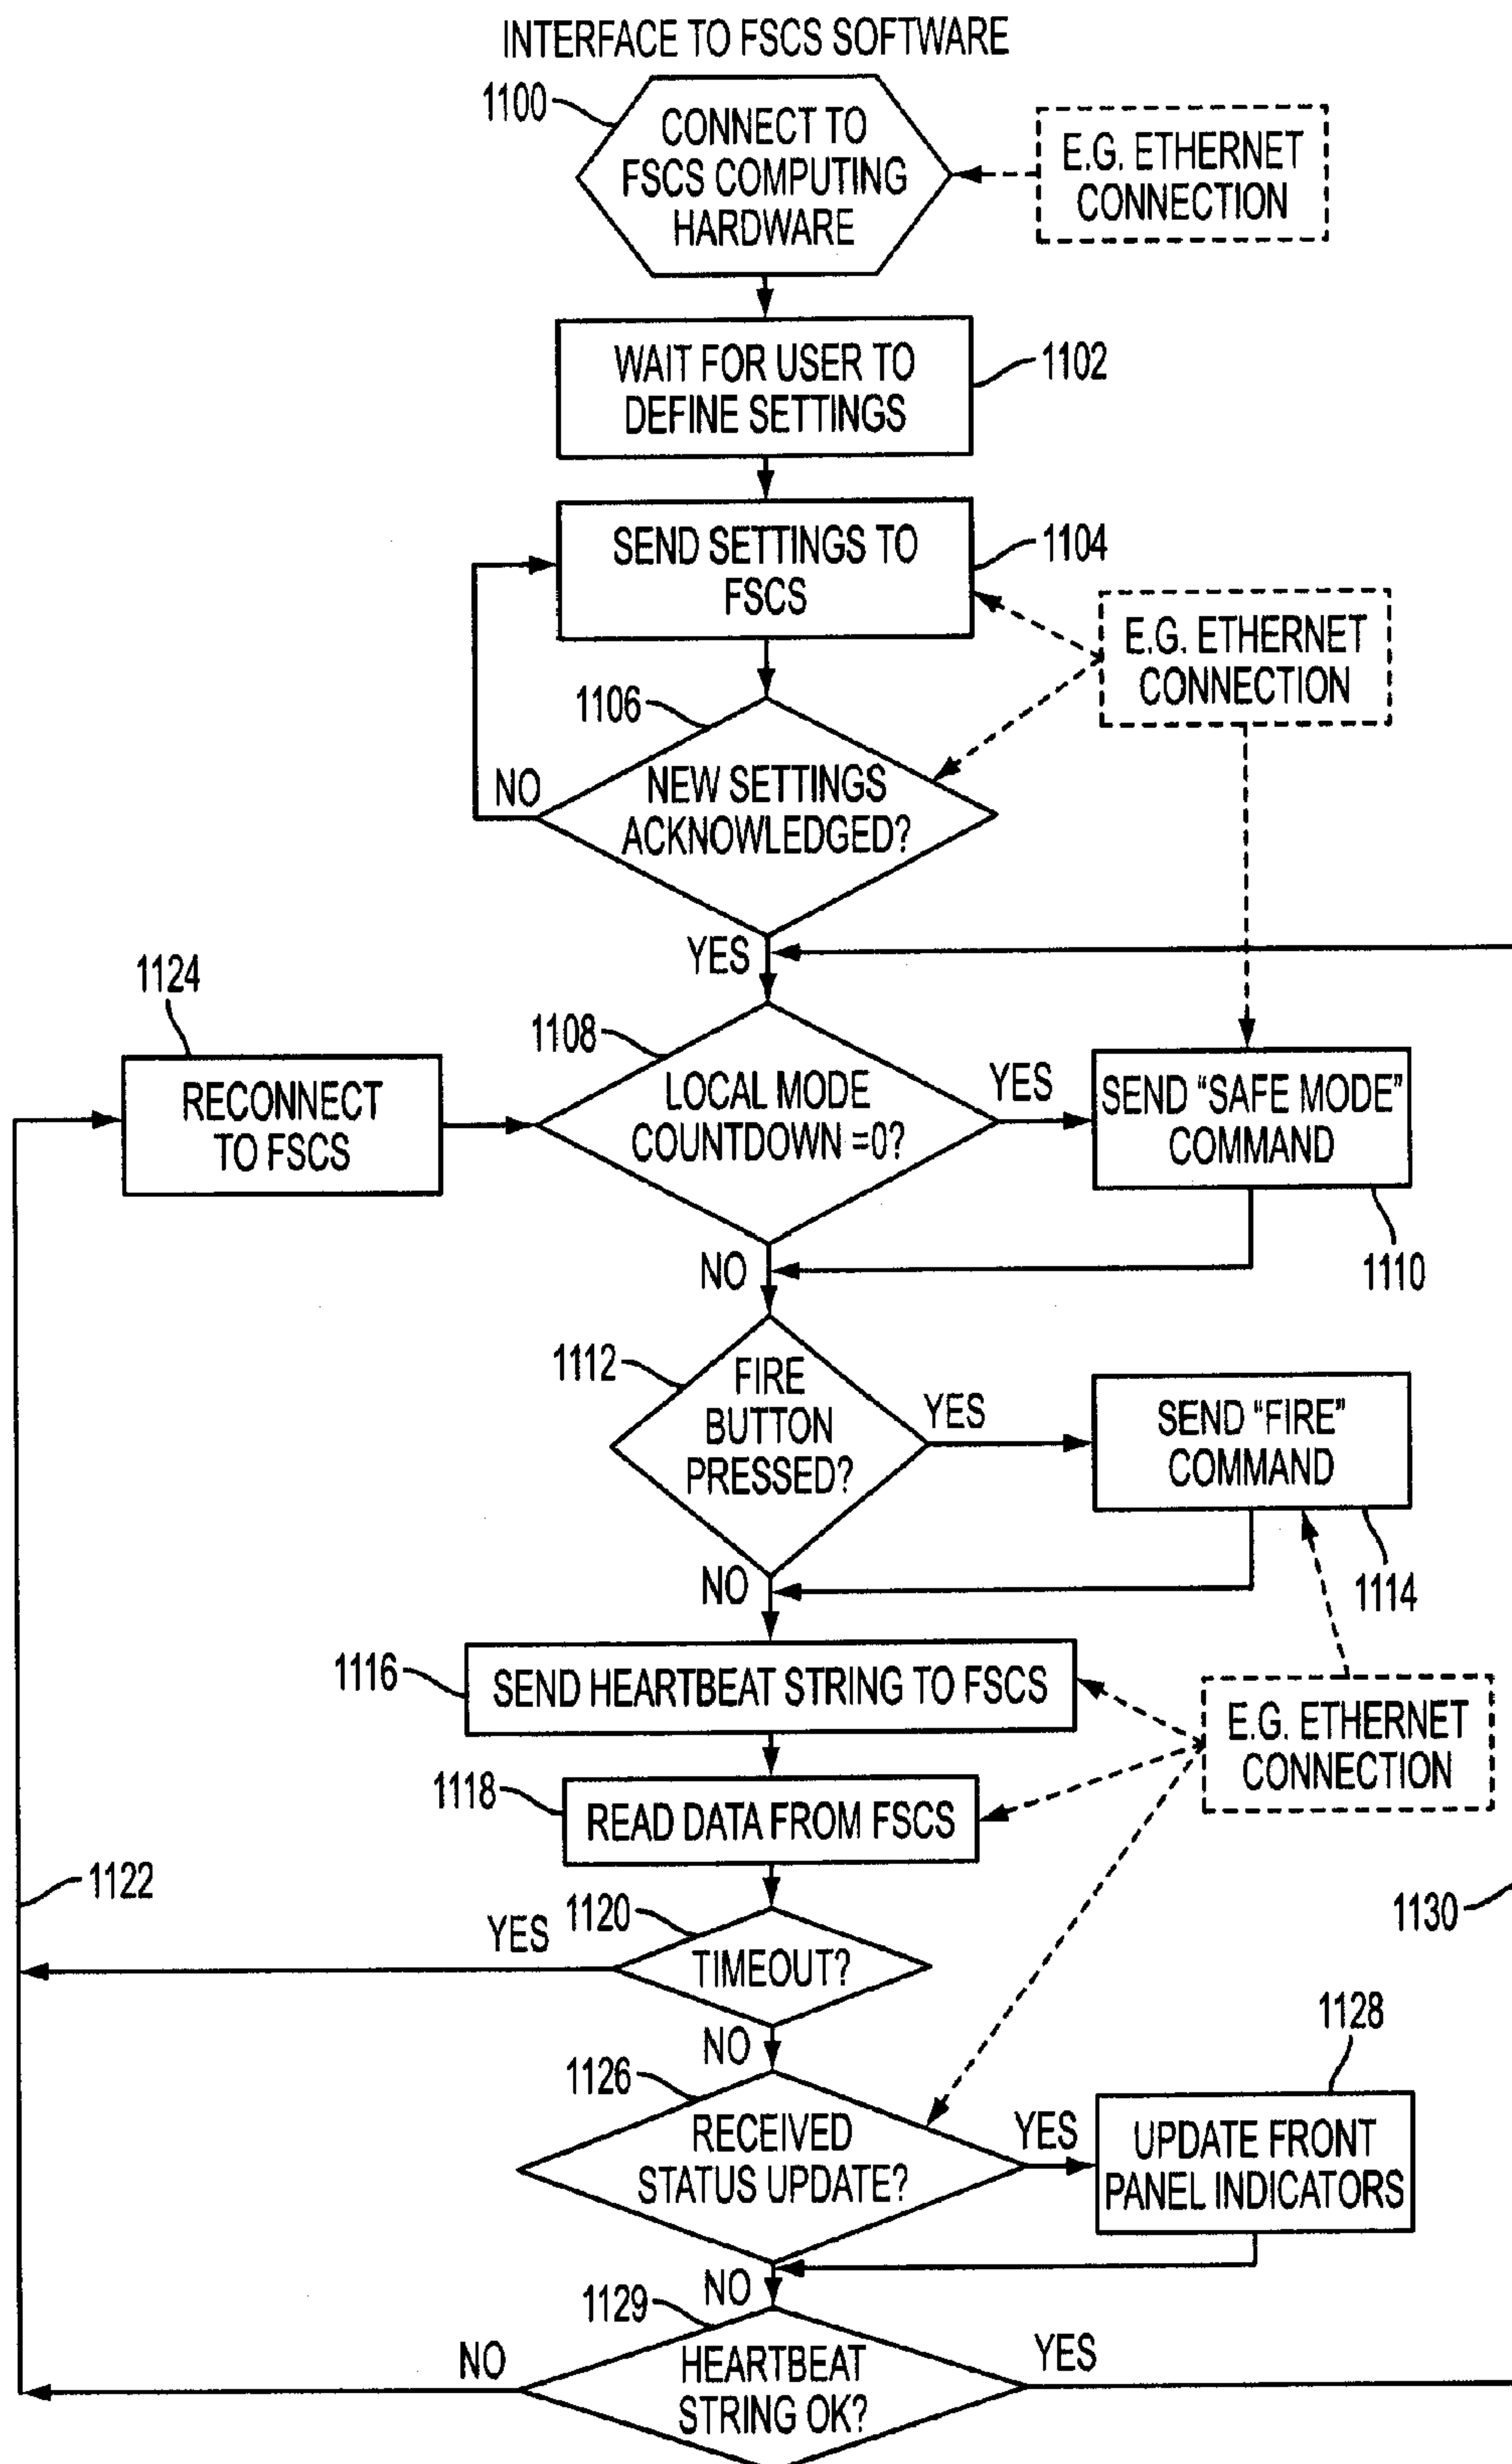 INTERFACE TO FSCS SOFTWARE
1100
CONNECT TO
FSCS COMPUTING
HARDWARE
E.G. ETHERNET
CONNECTION
WAIT FOR USER TO
DEFINE SETTINGS
1102
SEND SETTINGS TO
FSCS
1104
E.G. ETHERNET
CONNECTION
1106
NEW SETTINGS
ACKNOWLEDGED?
NO
YES
1124
RECONNECT
TO FSCS
1108
LOCAL MODE
COUNTDOWN =0?
YES
SEND "SAFE MODE"
COMMAND
1110
NO
1112
FIRE
BUTTON
PRESSED?
YES
SEND "FIRE"
COMMAND
1114
NO
1116
SEND HEARTBEAT STRING TO FSCS
E.G. ETHERNET
CONNECTION
1118
READ DATA FROM FSCS
1122
1130
1120
YES
TIMEOUT?
NO
1126
RECEIVED
STATUS UPDATE?
YES
1128
UPDATE FRONT
PANEL INDICATORS
NO
1129
HEARTBEAT
STRING OK?
NO
YES